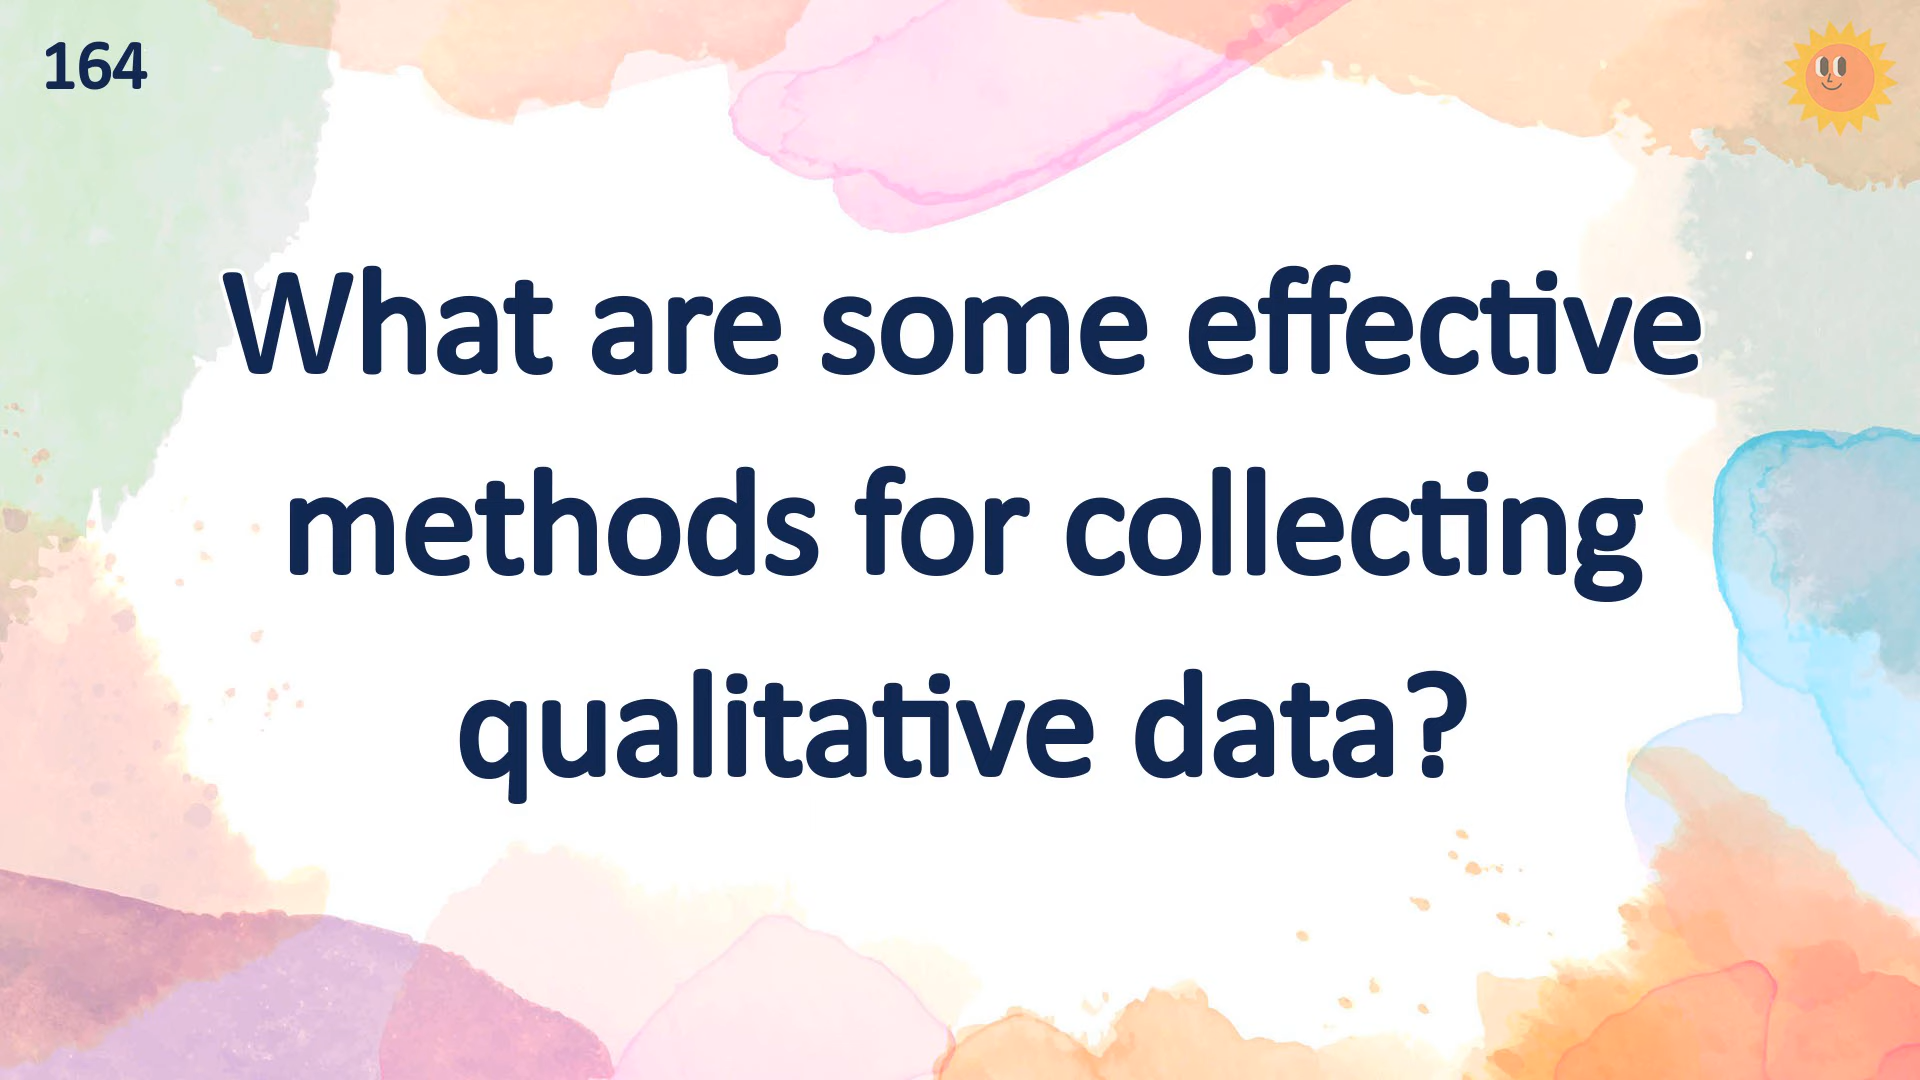 164
What are some effective
methods for collecting
qualitative data?